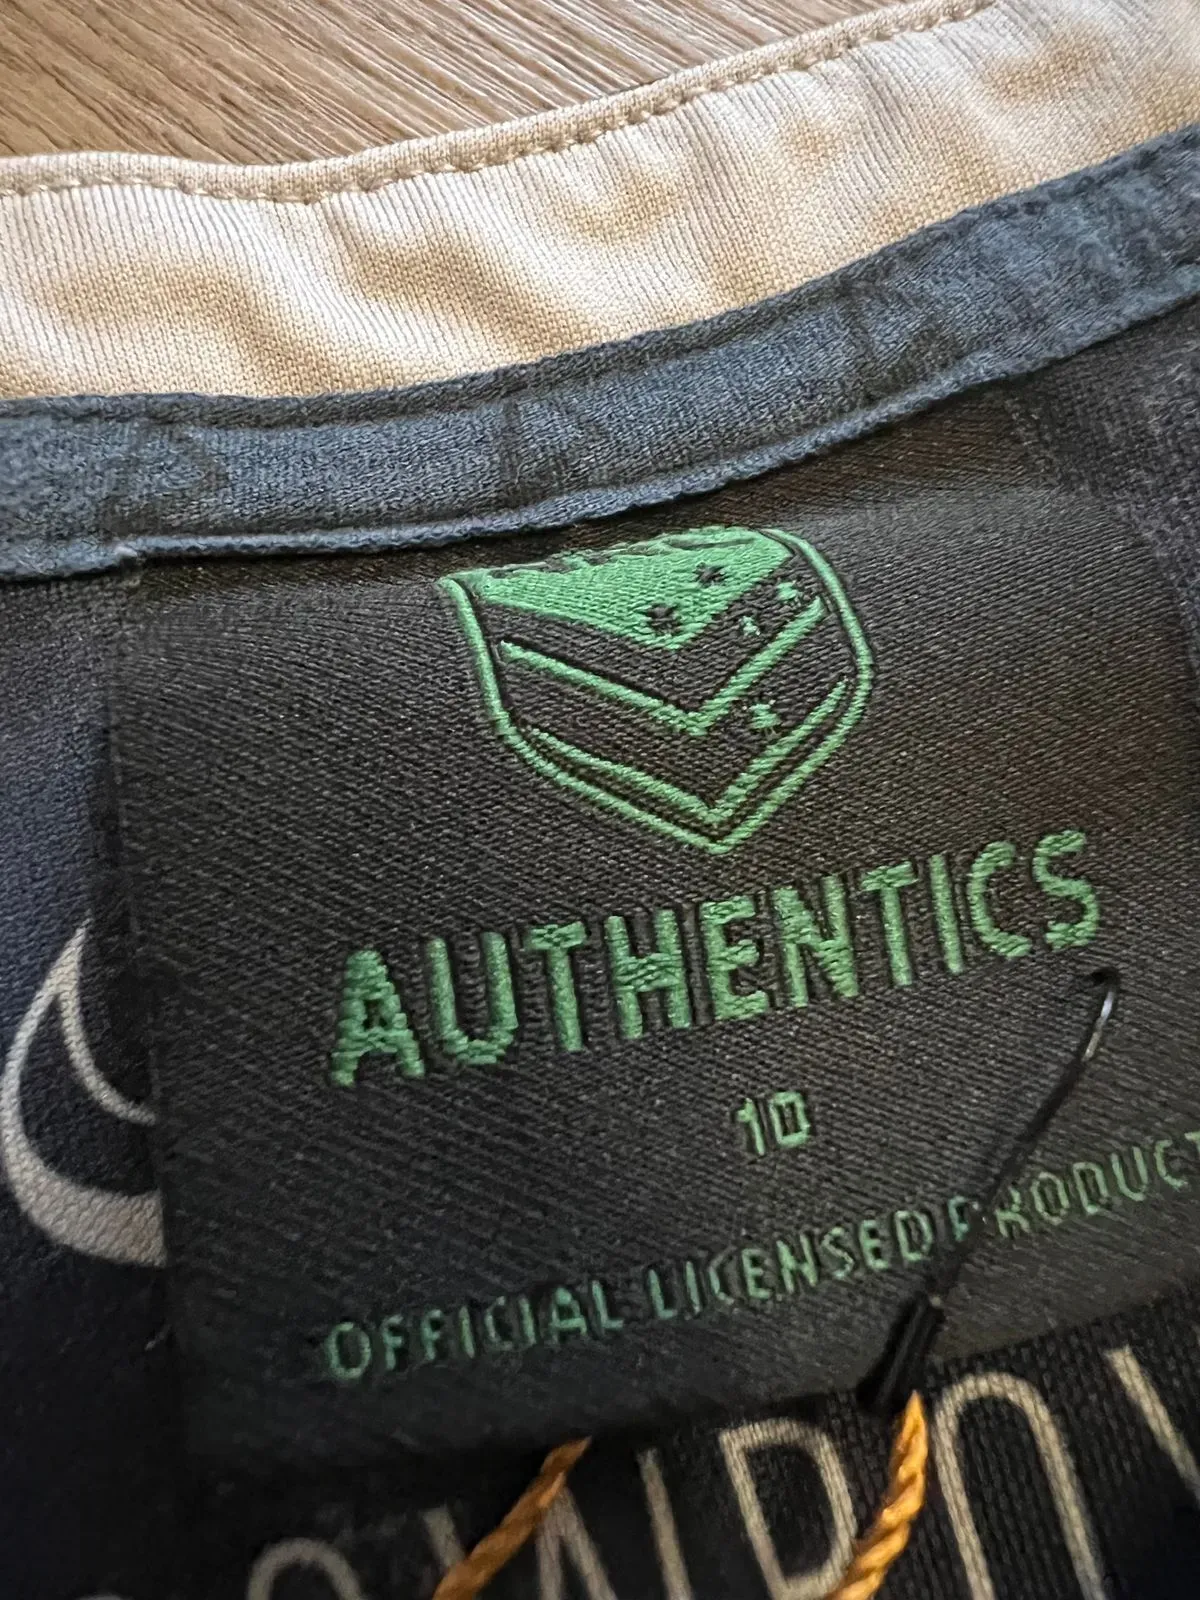 AUTHENTICS
10
OFFICIAL LICENSED PRODUCT